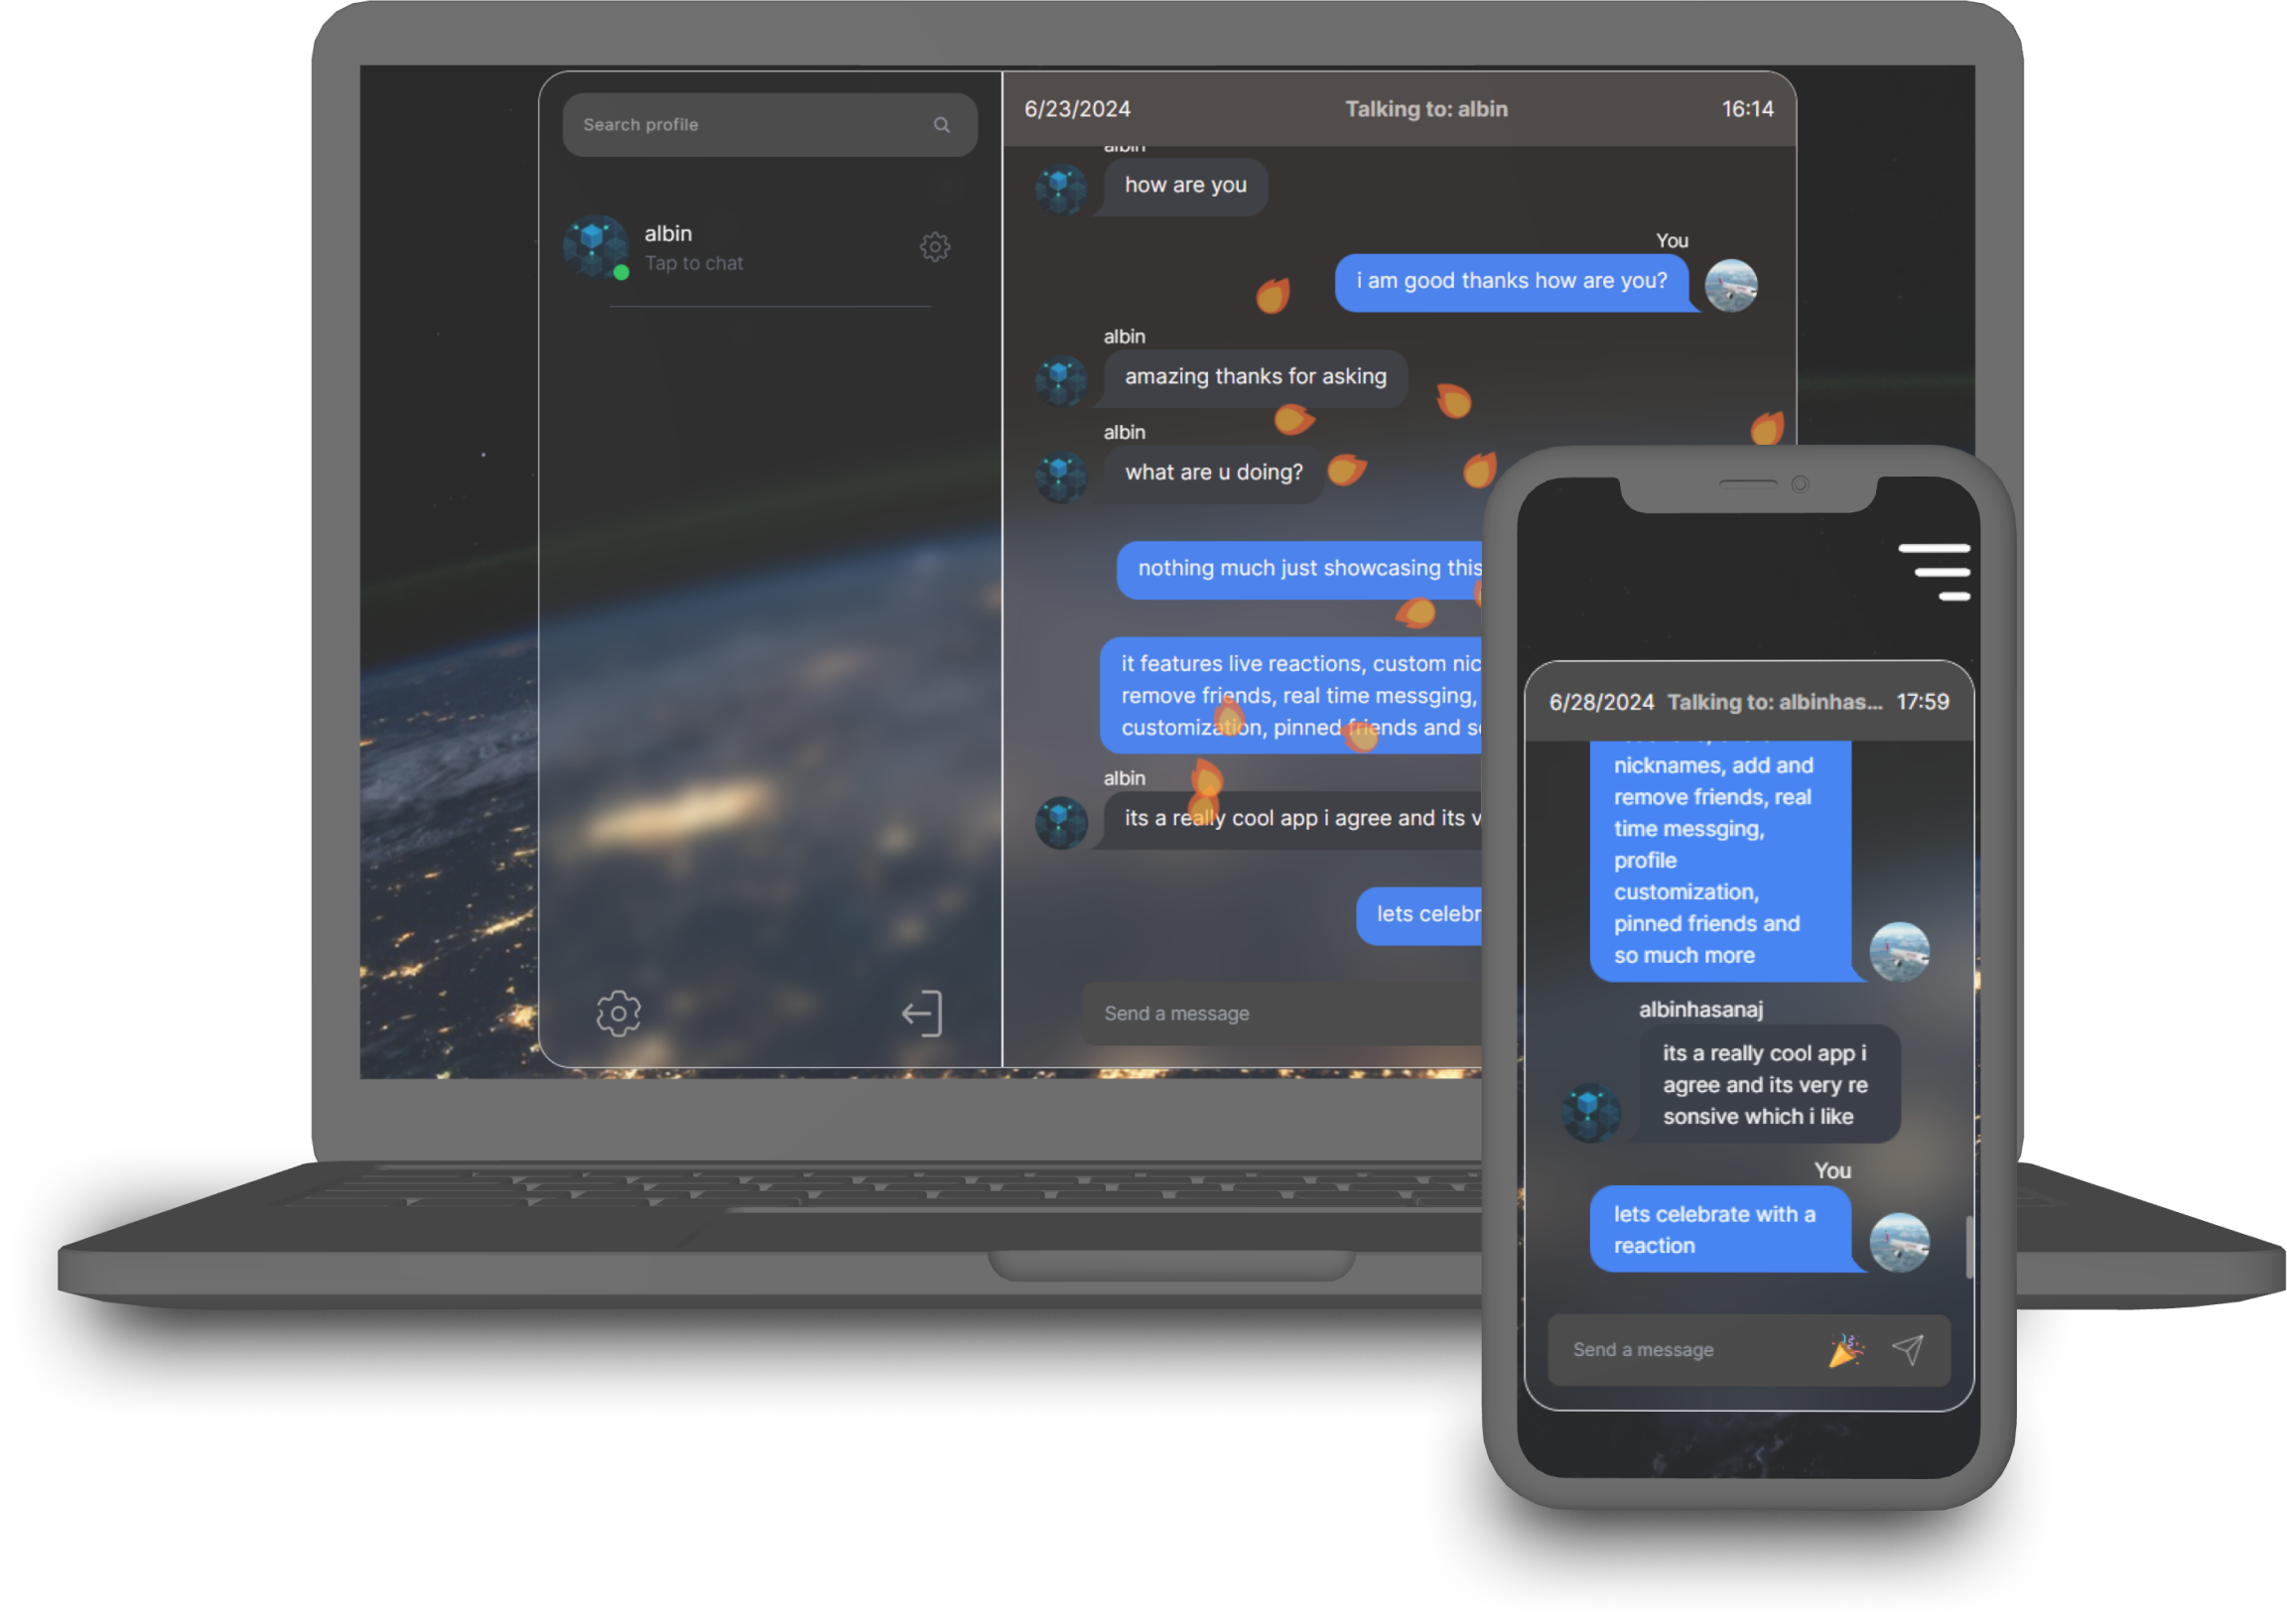 Search profile
albin
Tap to chat
6/23/2024 Talking to: albin 16:14
albin
how are you
You
i am good thanks how are you?
albin
amazing thanks for asking
albin
what are u doing?
nothing much just showcasing this
it features live reactions, custom nic
remove friends, real time messging,
customization, pinned friends and s
albin
its a really cool app i agree and its v
lets celebr
Send a message
6/28/2024 Talking to: albinhas... 17:59
nicknames, add and
remove friends, real
time messging,
profile
customization,
pinned friends and
so much more
albinhasanaj
its a really cool app i
agree and its very re
sonsive which i like
You
lets celebrate with a
reaction
Send a message